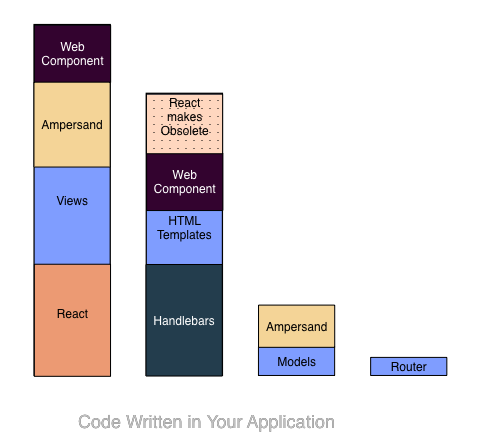 Web
Component
Ampersand
Views
React
React
makes
Obsolete
Web
Component
HTML
Templates
Handlebars
Ampersand
Models
Router
Code Written in Your Application